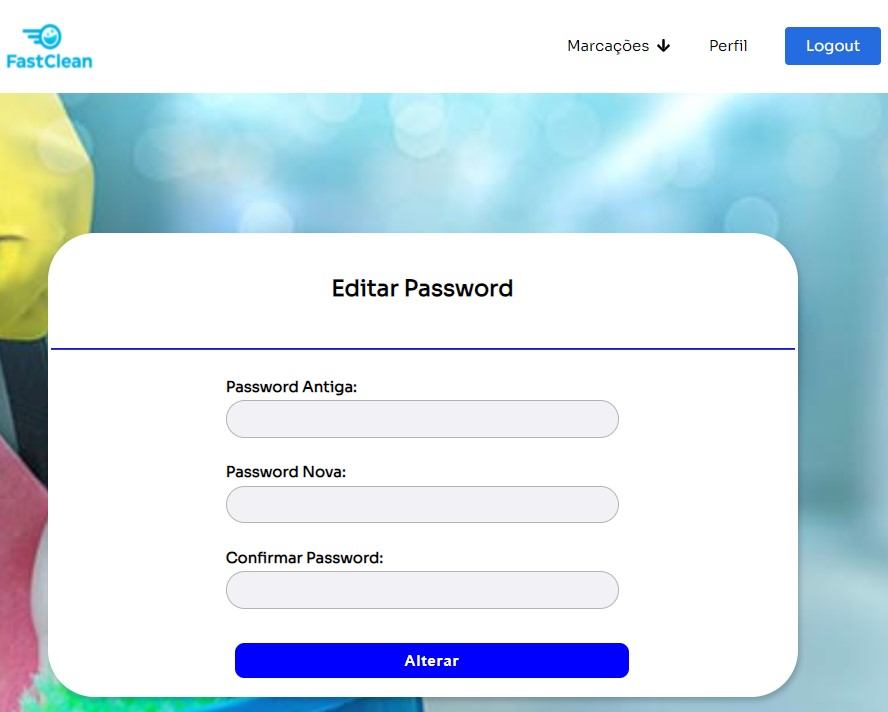 FastClean
Marcações
Perfil
Logout
Editar Password
Password Antiga:
Password Nova:
Confirmar Password:
Alterar